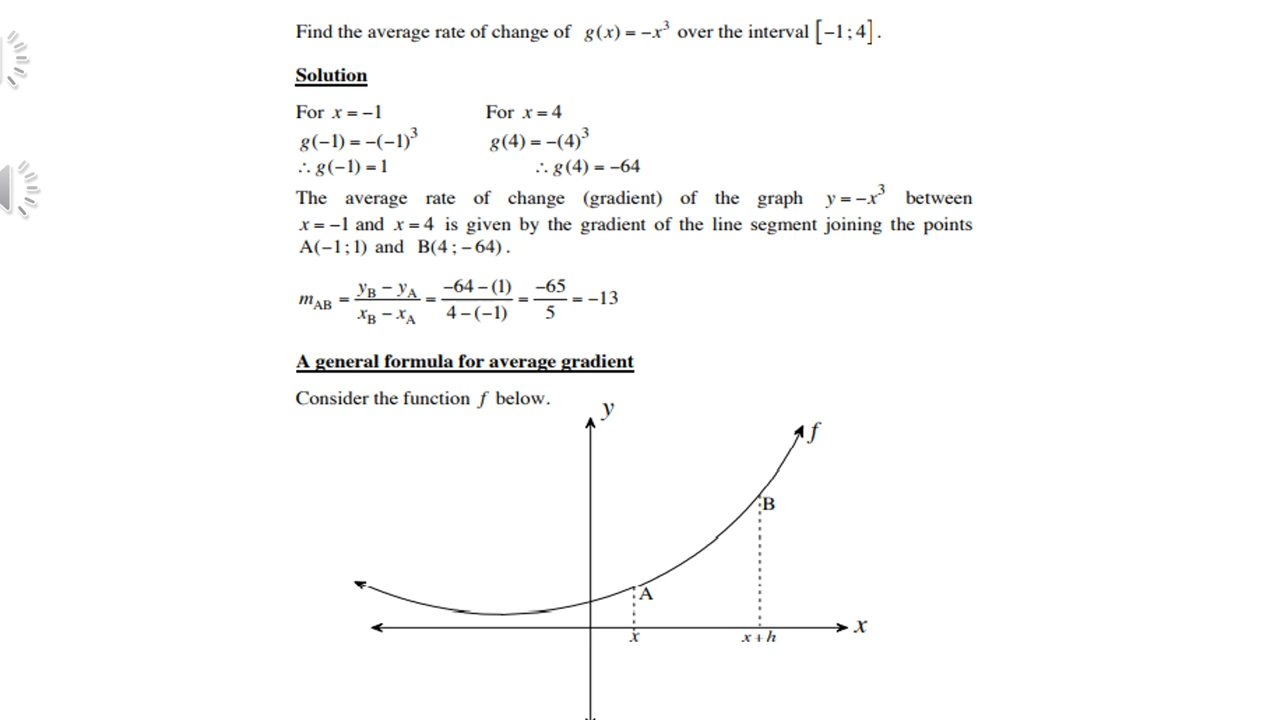 Find the average rate of change of g(x) = −x³ over the interval [−1 ; 4].
Solution
For x = −1 For x = 4
g(−1) = −(−1)³ g(4) = −(4)³
∴ g(−1) = 1 ∴ g(4) = −64
The average rate of change (gradient) of the graph y = −x³ between
x = −1 and x = 4 is given by the gradient of the line segment joining the points
A(−1 ; 1) and B(4 ; −64).
m_AB = (y_B − y_A)/(x_B − x_A) = (−64 − (1))/(4 − (−1)) = −65/5 = −13
A general formula for average gradient
Consider the function f below.
y
f
B
A
x
x
x + h